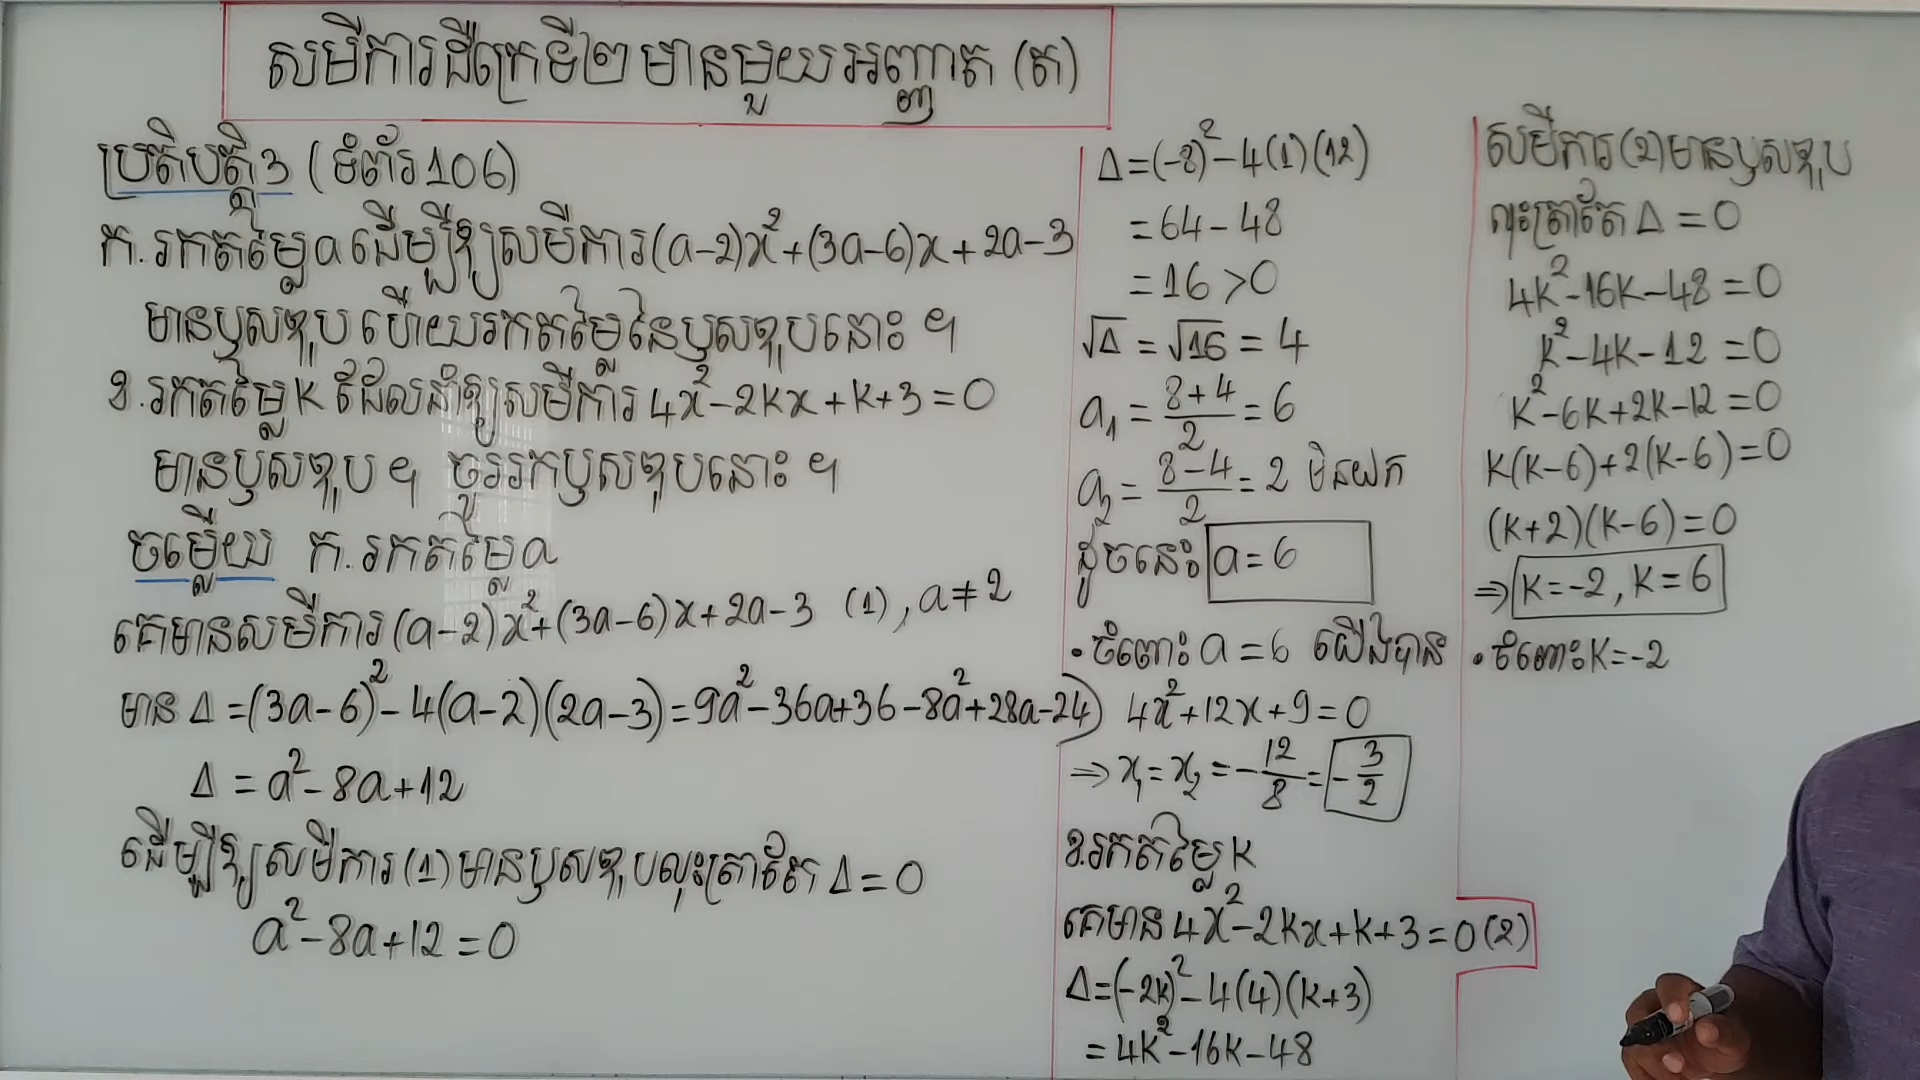 សមីការដឺក្រេទី២ មានមួយអញ្ញាត (ត)
ប្រតិបត្តិ3 (ទំព័រ 106)
ក. រកតម្លៃ a ដើម្បីឱ្យសមីការ (a-2)x²+(3a-6)x+2a-3
មានឫសឌុប ហើយរកតម្លៃនៃឫសឌុបនោះ ។
ខ. រកតម្លៃ k ដែលនាំឱ្យសមីការ 4x²-2kx+k+3=0
មានឫសឌុប ។ ចូររកឫសឌុបនោះ ។
ចម្លើយ ក. រកតម្លៃ a
គេមានសមីការ (a-2)x²+(3a-6)x+2a-3 (1), a≠2
មាន Δ=(3a-6)²-4(a-2)(2a-3)=9a²-36a+36-8a²+28a-24)
Δ = a²-8a+12
ដើម្បីឱ្យសមីការ (1) មានឫសឌុបលុះត្រាតែ Δ=0
a²-8a+12=0
Δ=(-8)²-4(1)(12)
=64-48
=16>0
√Δ=√16=4
a₁=(8+4)/2=6
a₂=(8-4)/2=2 មិនយក
ដូចនេះ a=6
• ចំពោះ a=6 យើងបាន
4x²+12x+9=0
⇒ x₁=x₂=-12/8=-3/2
ខ. រកតម្លៃ k
គេមាន 4x²-2kx+k+3=0 (2)
Δ=(-2k)²-4(4)(k+3)
=4k²-16k-48
សមីការ (2) មានឫសឌុប
លុះត្រាតែ Δ=0
4k²-16k-48=0
k²-4k-12=0
k²-6k+2k-12=0
k(k-6)+2(k-6)=0
(k+2)(k-6)=0
⇒ k=-2, k=6
• ចំពោះ k=-2